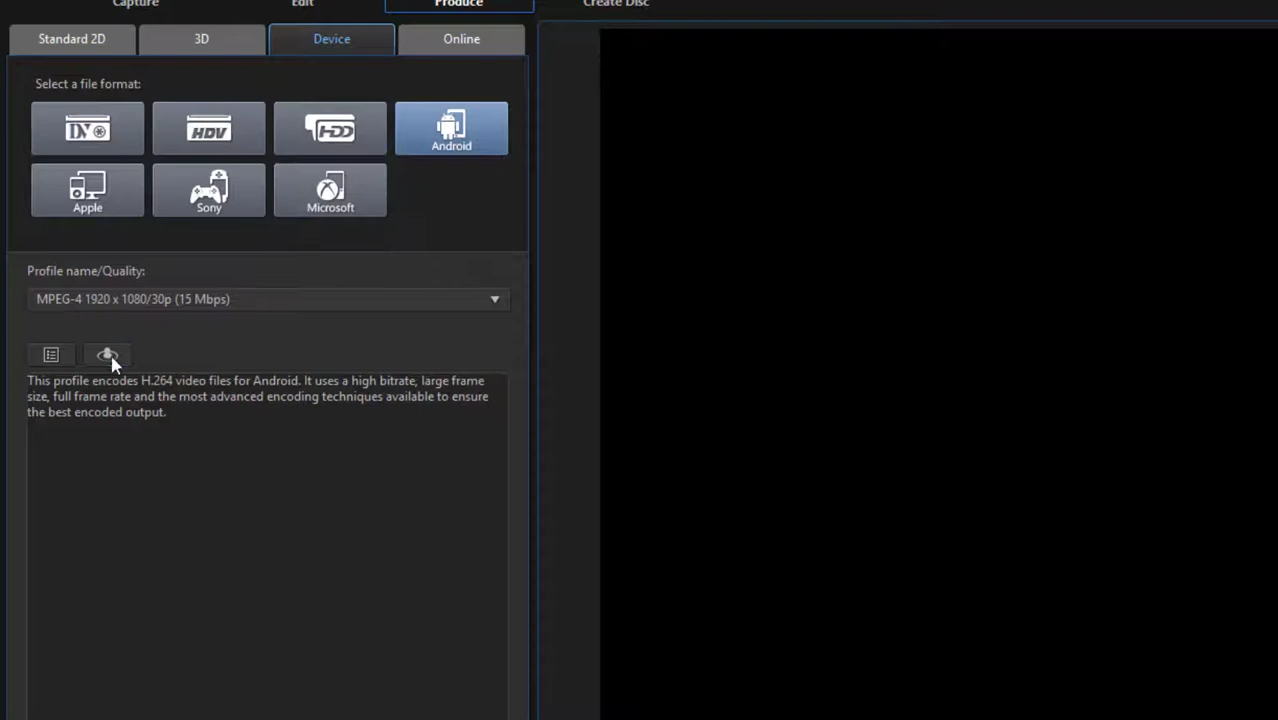 Capture Edit Produce Create Disc
Standard 2D 3D Device Online
Select a file format:
DV HDV HDD Android
Apple Sony Microsoft
Profile name/Quality:
MPEG-4 1920 x 1080/30p (15 Mbps)
This profile encodes H.264 video files for Android. It uses a high bitrate, large frame
size, full frame rate and the most advanced encoding techniques available to ensure
the best encoded output.